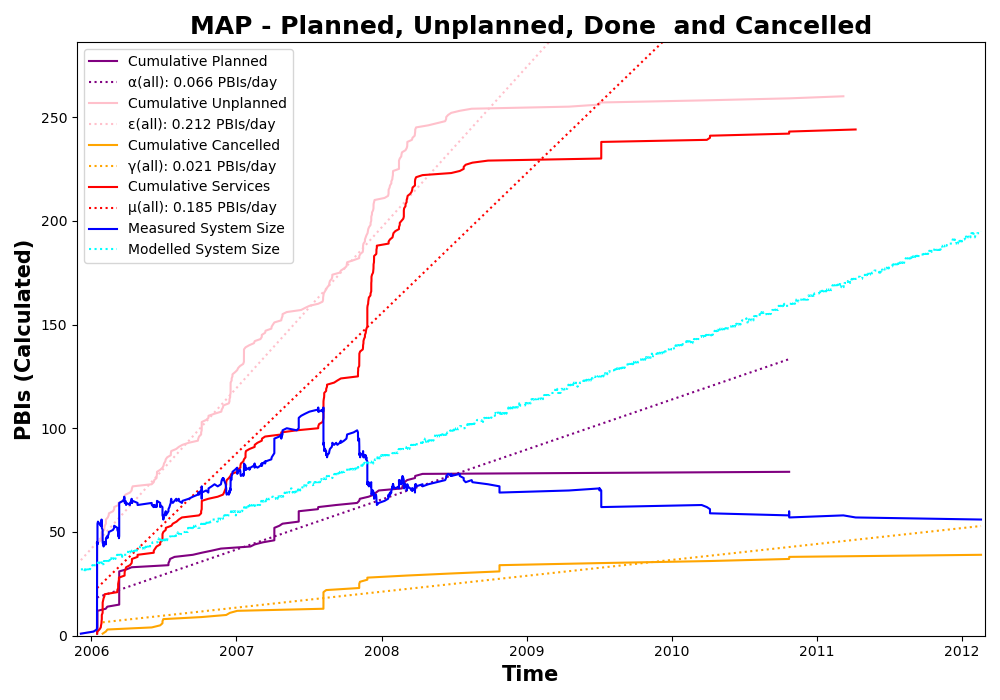 MAP - Planned, Unplanned, Done  and Cancelled
Cumulative Planned
α(all): 0.066 PBIs/day
Cumulative Unplanned
ε(all): 0.212 PBIs/day
Cumulative Cancelled
γ(all): 0.021 PBIs/day
Cumulative Services
μ(all): 0.185 PBIs/day
Measured System Size
Modelled System Size
PBIs (Calculated)
250
200
150
100
50
0
2006 2007 2008 2009 2010 2011 2012
Time